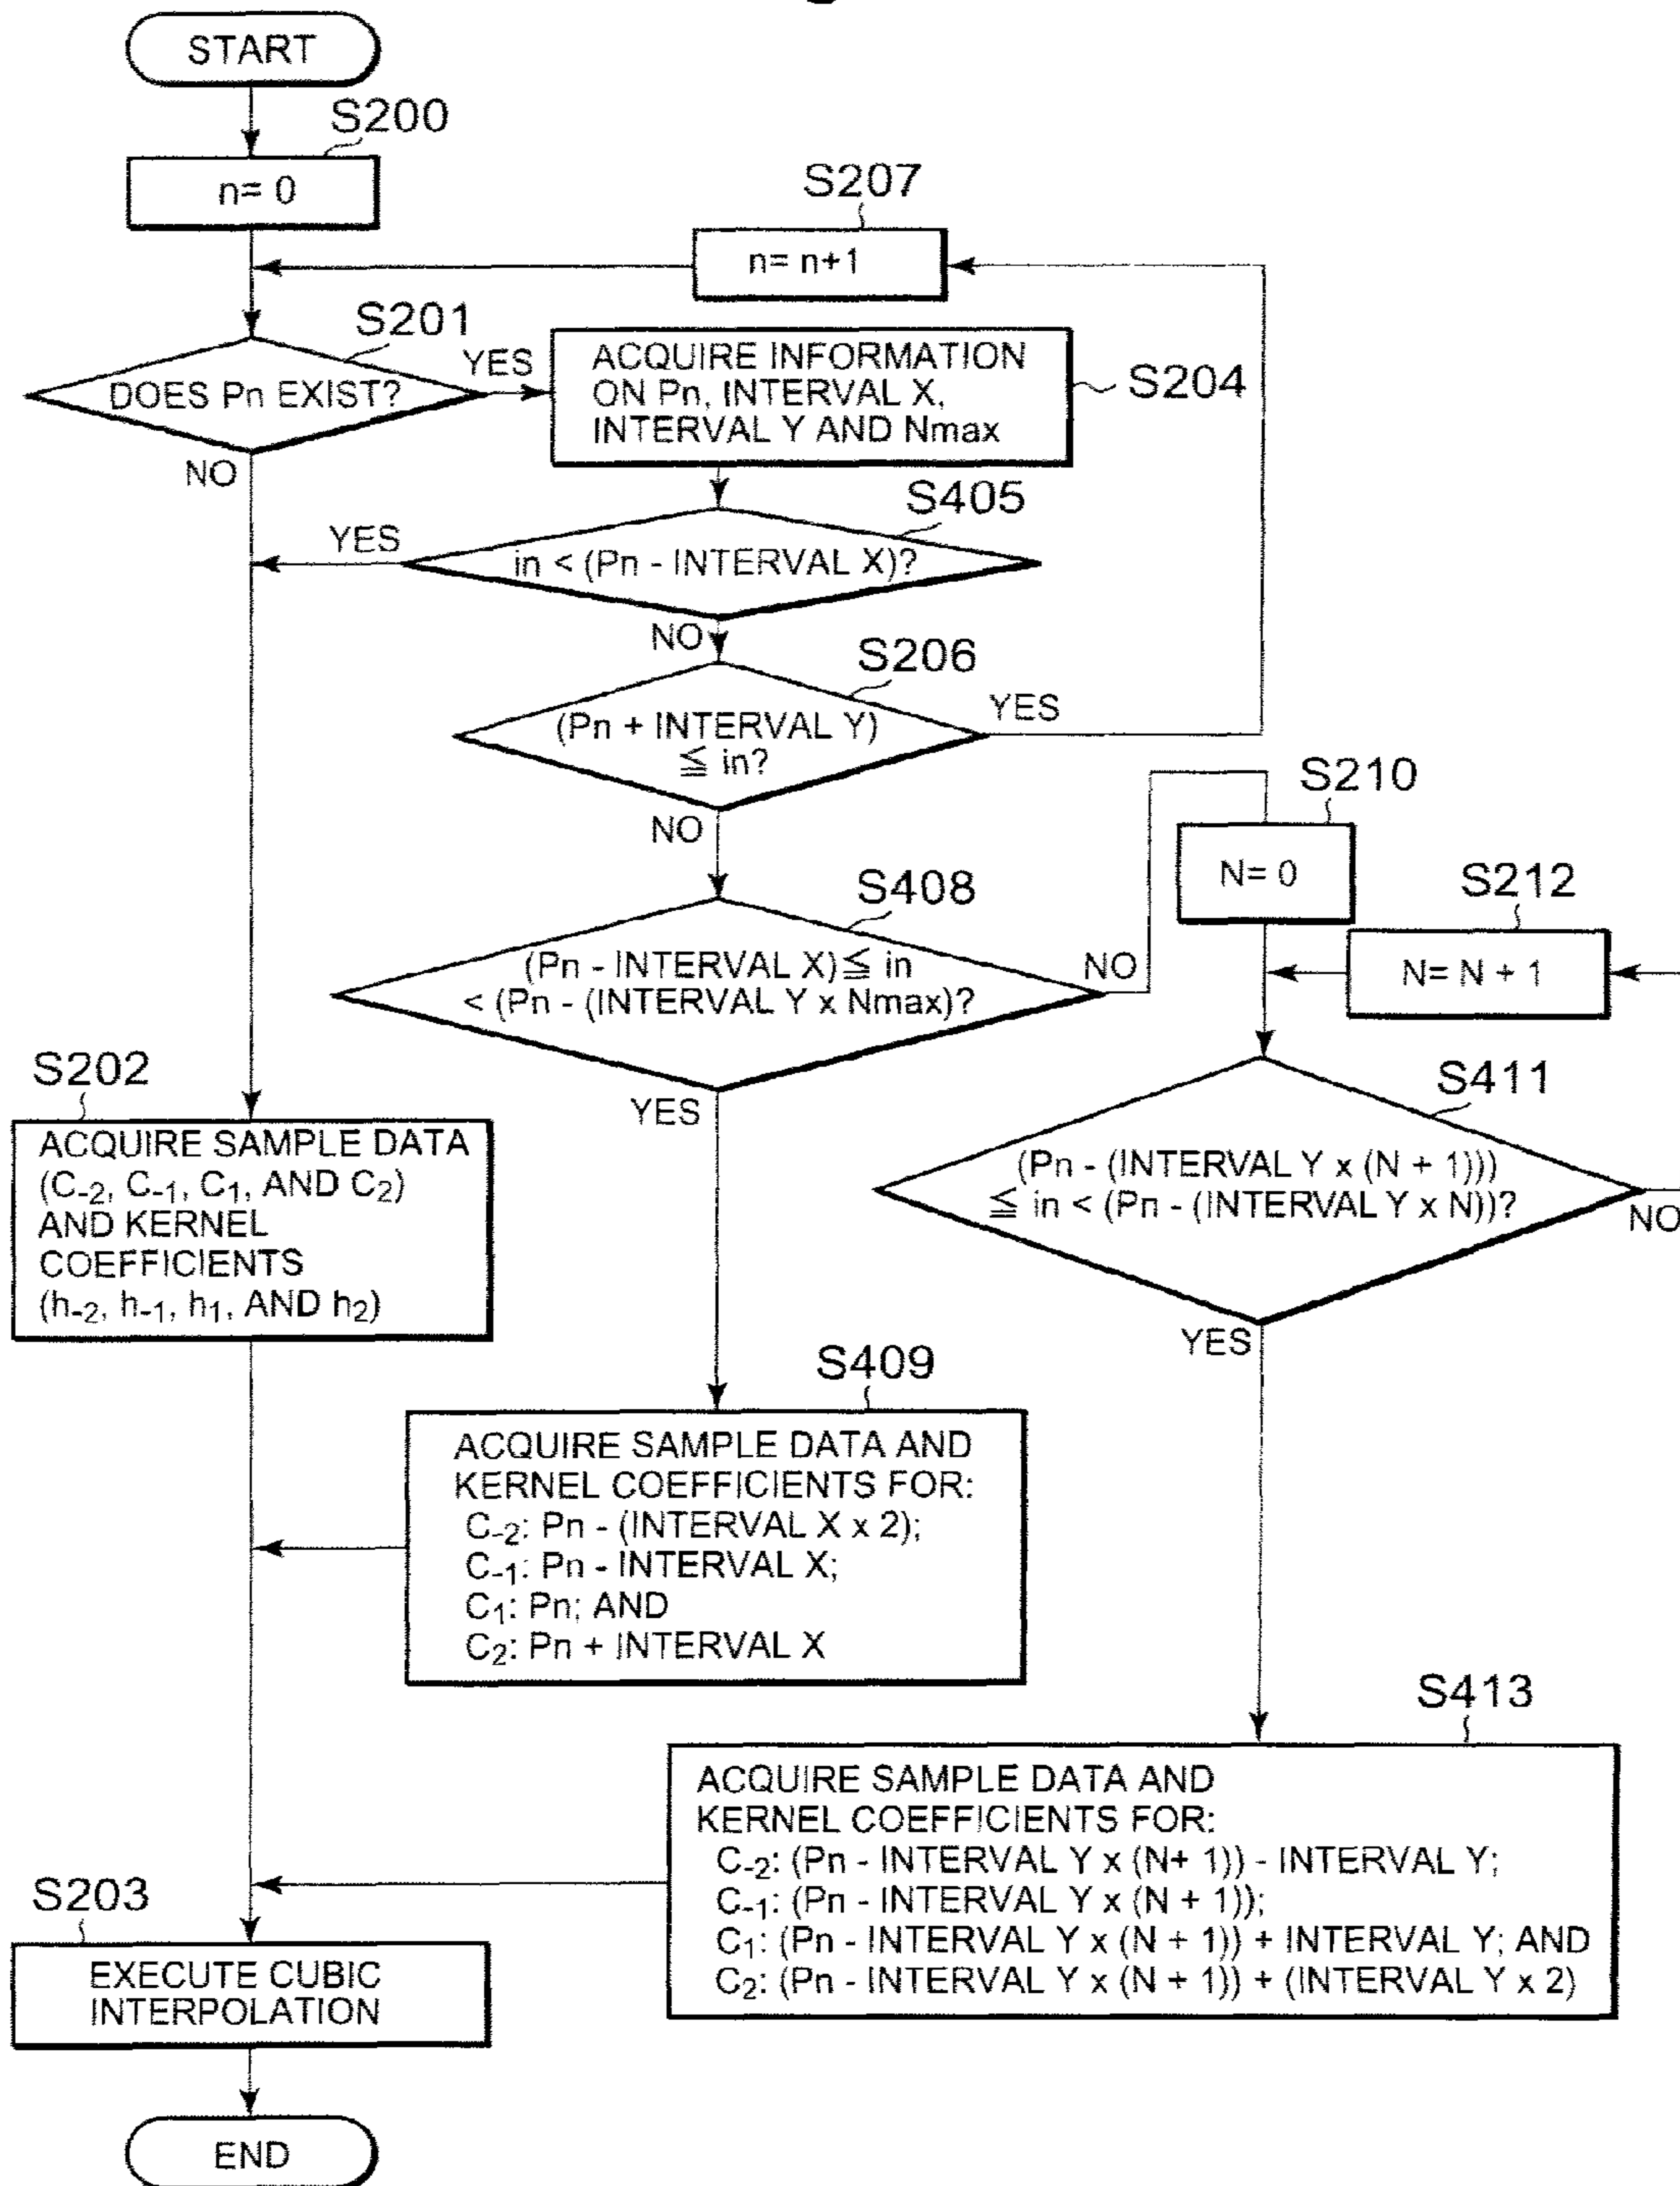 START
S200
n= 0
S207
n= n+1
S201
DOES Pn EXIST?
YES
NO
ACQUIRE INFORMATION
ON Pn, INTERVAL X,
INTERVAL Y AND Nmax
S204
S405
in < (Pn - INTERVAL X)?
YES
NO
S206
(Pn + INTERVAL Y)
≦ in?
YES
NO
S408
(Pn - INTERVAL X)≦ in
< (Pn - (INTERVAL Y x Nmax)?
NO
YES
S210
N= 0
S212
N= N + 1
S411
(Pn - (INTERVAL Y x (N + 1)))
≦ in < (Pn - (INTERVAL Y x N))?
NO
YES
S202
ACQUIRE SAMPLE DATA
(C-2, C-1, C1, AND C2)
AND KERNEL
COEFFICIENTS
(h-2, h-1, h1, AND h2)
S409
ACQUIRE SAMPLE DATA AND
KERNEL COEFFICIENTS FOR:
C-2: Pn - (INTERVAL X x 2);
C-1: Pn - INTERVAL X;
C1: Pn; AND
C2: Pn + INTERVAL X
S413
ACQUIRE SAMPLE DATA AND
KERNEL COEFFICIENTS FOR:
C-2: (Pn - INTERVAL Y x (N+ 1)) - INTERVAL Y;
C-1: (Pn - INTERVAL Y x (N + 1));
C1: (Pn - INTERVAL Y x (N + 1)) + INTERVAL Y; AND
C2: (Pn - INTERVAL Y x (N + 1)) + (INTERVAL Y x 2)
S203
EXECUTE CUBIC
INTERPOLATION
END